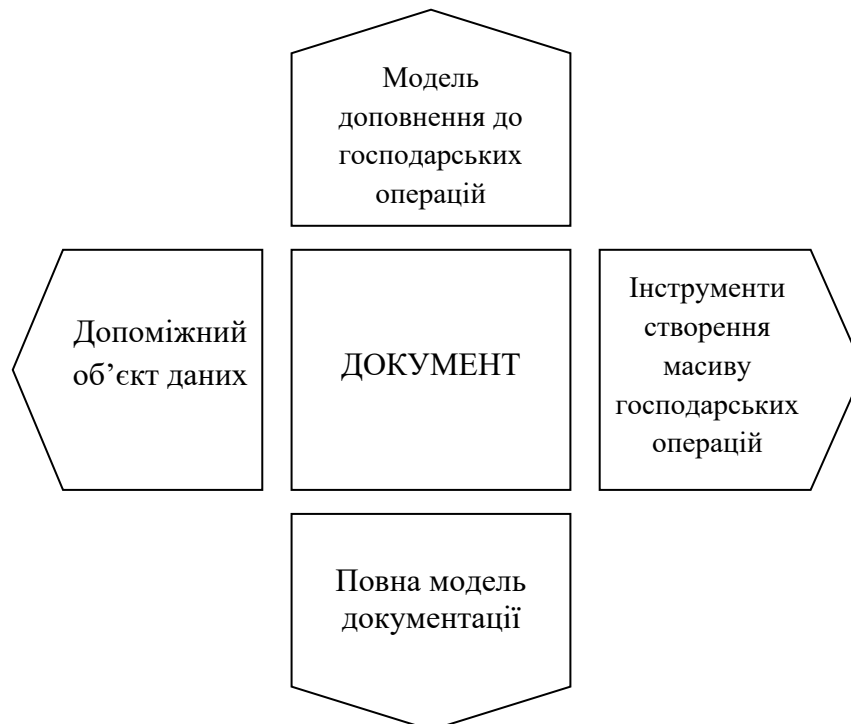 Модель
доповнення до
господарських
операцій
Допоміжний
об’єкт даних
ДОКУМЕНТ
Інструменти
створення
масиву
господарських
операцій
Повна модель
документації